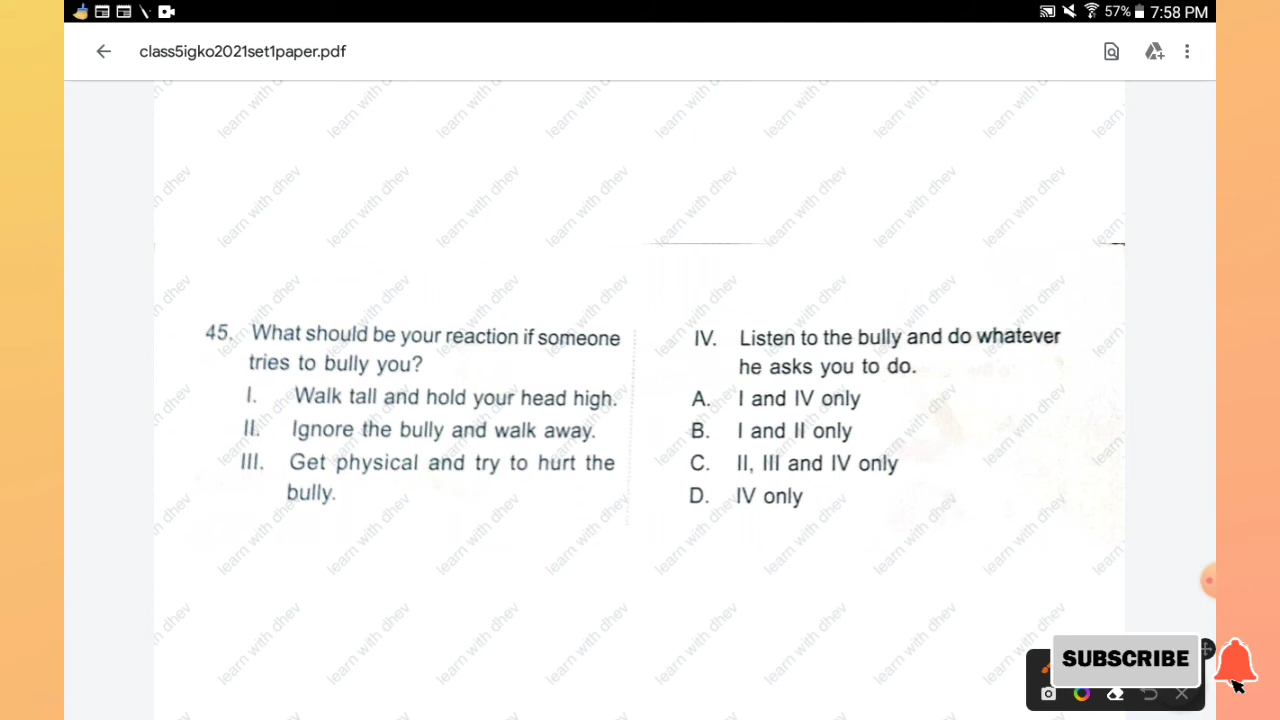 57% 7:58 PM
class5igko2021set1paper.pdf
45. What should be your reaction if someone
tries to bully you?
I. Walk tall and hold your head high.
II. Ignore the bully and walk away.
III. Get physical and try to hurt the
bully.
IV. Listen to the bully and do whatever
he asks you to do.
A. I and IV only
B. I and II only
C. II, III and IV only
D. IV only
learn with dhev
SUBSCRIBE